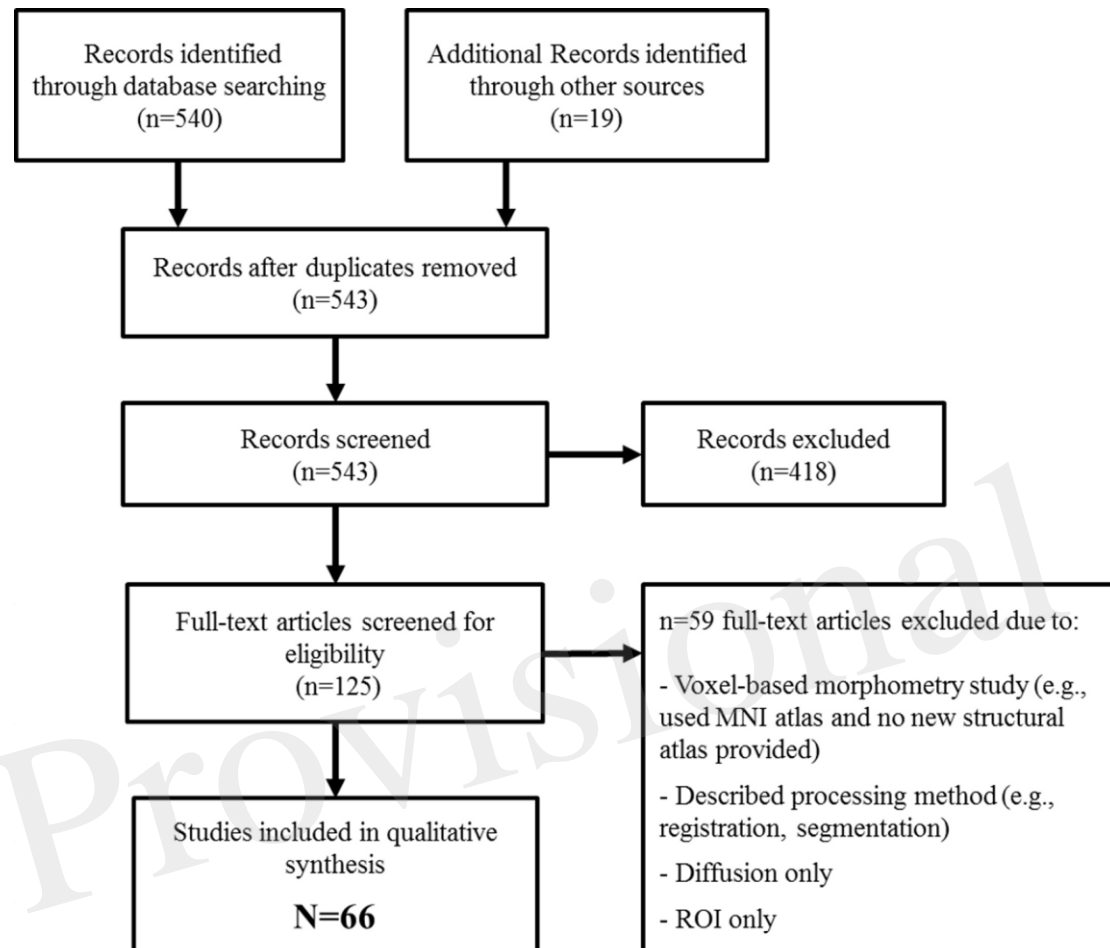 Records identified
through database searching
(n=540)
Additional Records identified
through other sources
(n=19)
Records after duplicates removed
(n=543)
Records screened
(n=543)
Records excluded
(n=418)
Full-text articles screened for
eligibility
(n=125)
n=59 full-text articles excluded due to:
- Voxel-based morphometry study (e.g.,
used MNI atlas and no new structural
atlas provided)
- Described processing method (e.g.,
registration, segmentation)
- Diffusion only
- ROI only
Studies included in qualitative
synthesis
N=66
Provisional